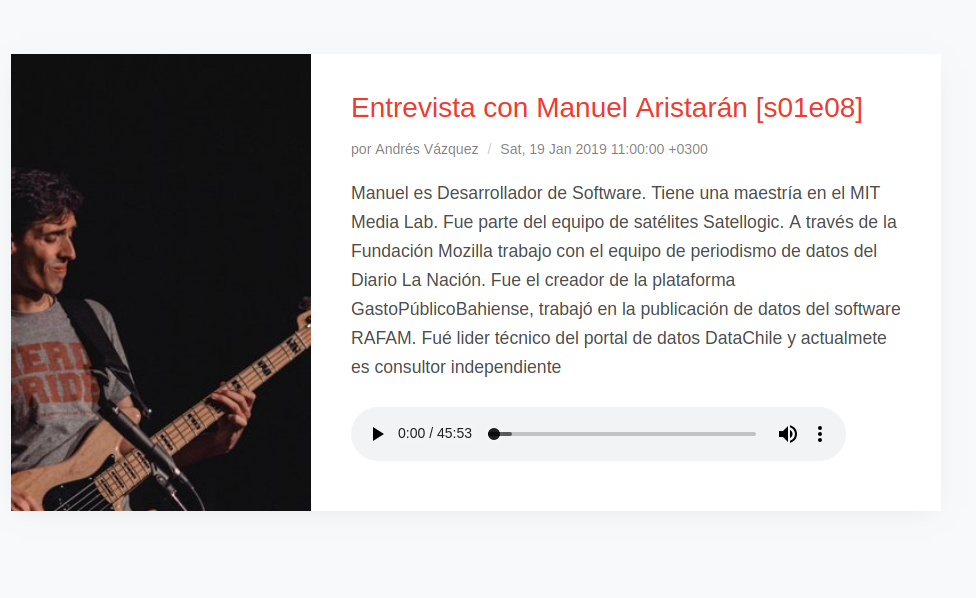 Entrevista con Manuel Aristarán [s01e08]
por Andrés Vázquez / Sat, 19 Jan 2019 11:00:00 +0300
Manuel es Desarrollador de Software. Tiene una maestría en el MIT
Media Lab. Fue parte del equipo de satélites Satellogic. A través de la
Fundación Mozilla trabajo con el equipo de periodismo de datos del
Diario La Nación. Fue el creador de la plataforma
GastoPúblicoBahiense, trabajó en la publicación de datos del software
RAFAM. Fué lider técnico del portal de datos DataChile y actualmete
es consultor independiente
NERD
PRIDE
0:00 / 45:53